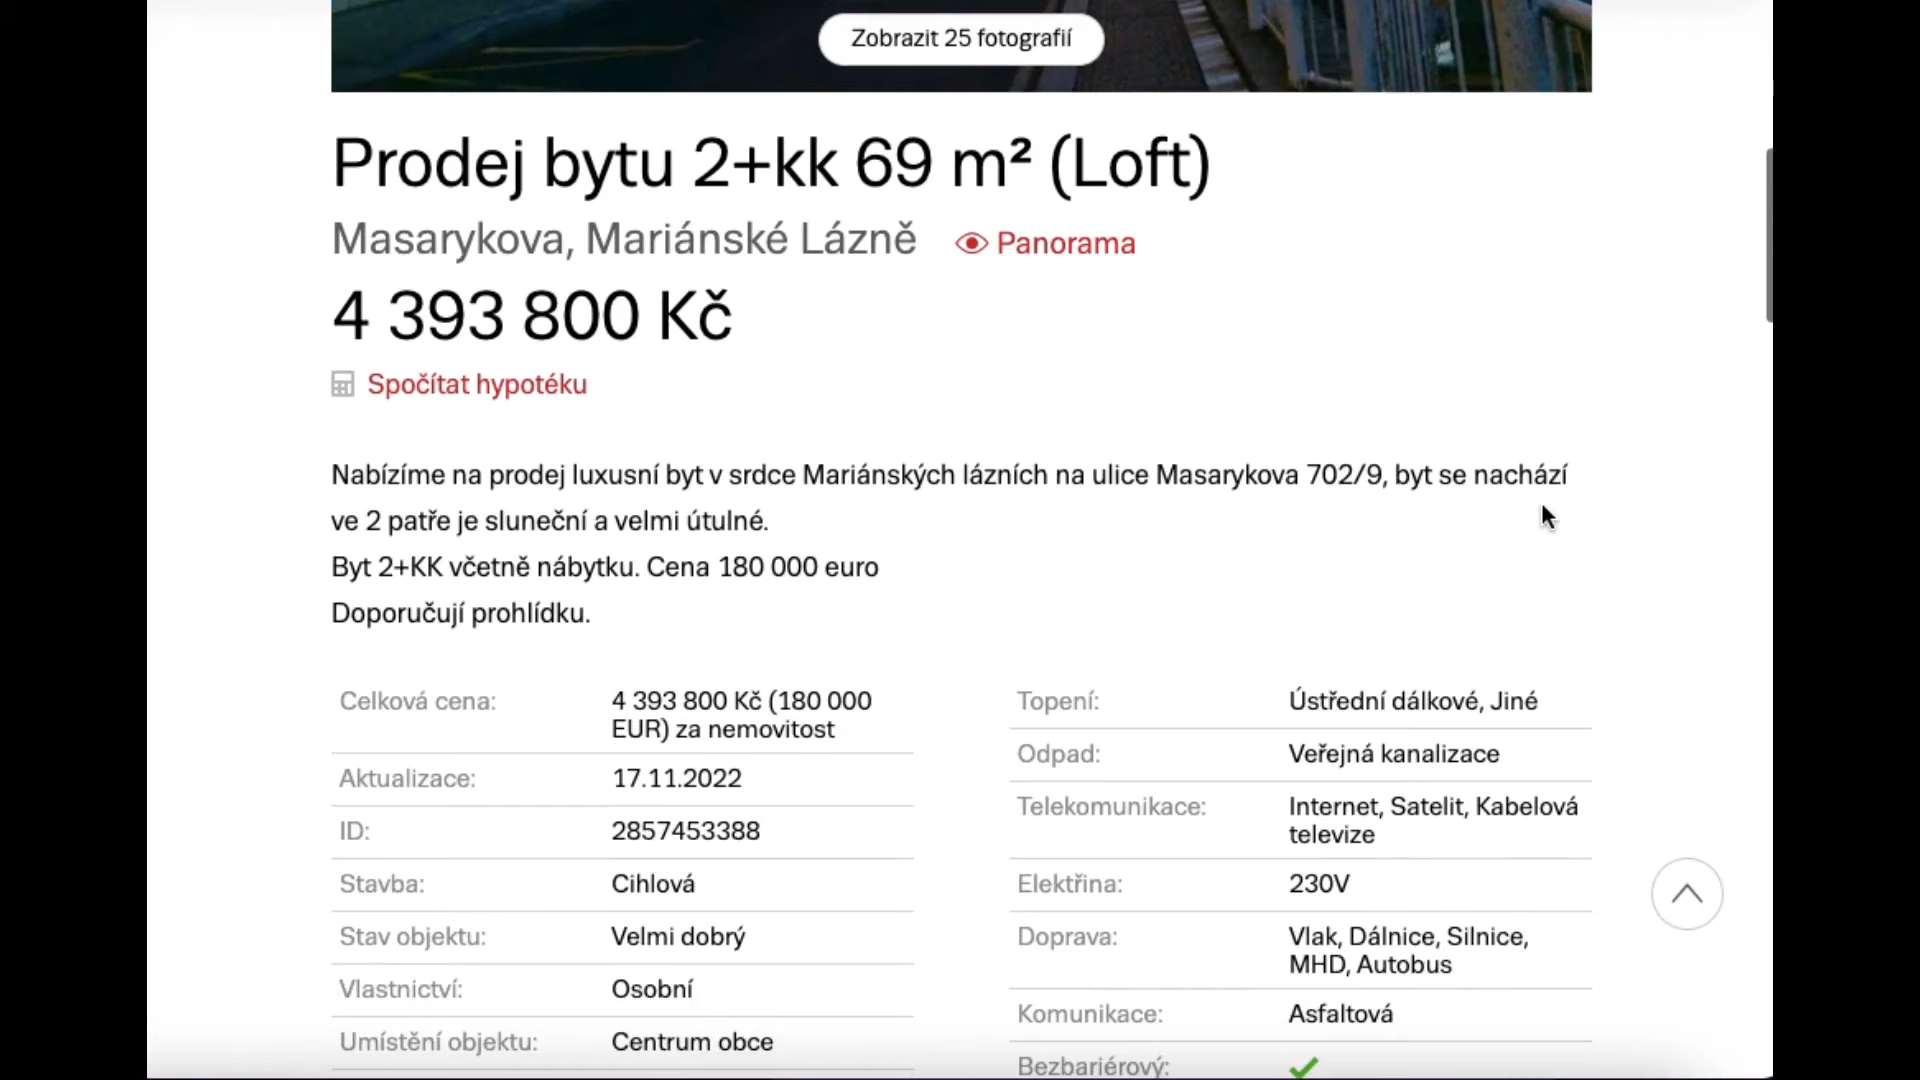 Zobrazit 25 fotografií
Prodej bytu 2+kk 69 m² (Loft)
Masarykova, Mariánské Lázně Panorama
4 393 800 Kč
Spočítat hypotéku
Nabízíme na prodej luxusní byt v srdce Mariánských lázních na ulice Masarykova 702/9, byt se nachází
ve 2 patře je sluneční a velmi útulné.
Byt 2+KK včetně nábytku. Cena 180 000 euro
Doporučují prohlídku.
Celková cena: 4 393 800 Kč (180 000
EUR) za nemovitost
Aktualizace: 17.11.2022
ID: 2857453388
Stavba: Cihlová
Stav objektu: Velmi dobrý
Vlastnictví: Osobní
Umístění objektu: Centrum obce
Topení: Ústřední dálkové, Jiné
Odpad: Veřejná kanalizace
Telekomunikace: Internet, Satelit, Kabelová
televize
Elektřina: 230V
Doprava: Vlak, Dálnice, Silnice,
MHD, Autobus
Komunikace: Asfaltová
Bezbariérový: